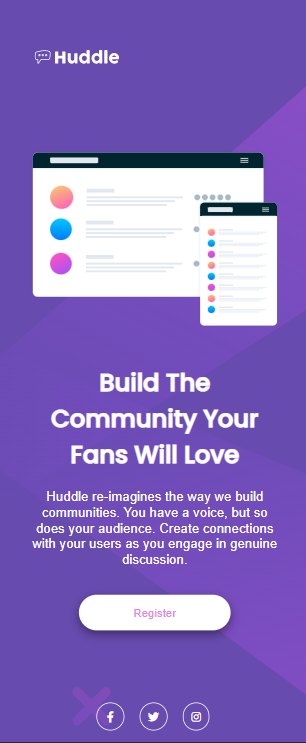 Huddle
Build The
Community Your
Fans Will Love
Huddle re-imagines the way we build
communities. You have a voice, but so
does your audience. Create connections
with your users as you engage in genuine
discussion.
Register